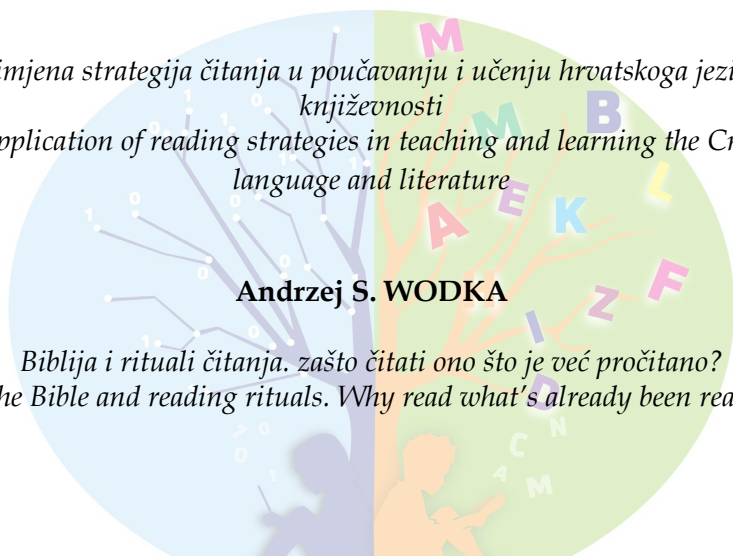 imjena strategija čitanja u poučavanju i učenju hrvatskoga jezi
književnosti
pplication of reading strategies in teaching and learning the Cr
language and literature
Andrzej S. WODKA
Biblija i rituali čitanja. zašto čitati ono što je već pročitano?
he Bible and reading rituals. Why read what's already been rea